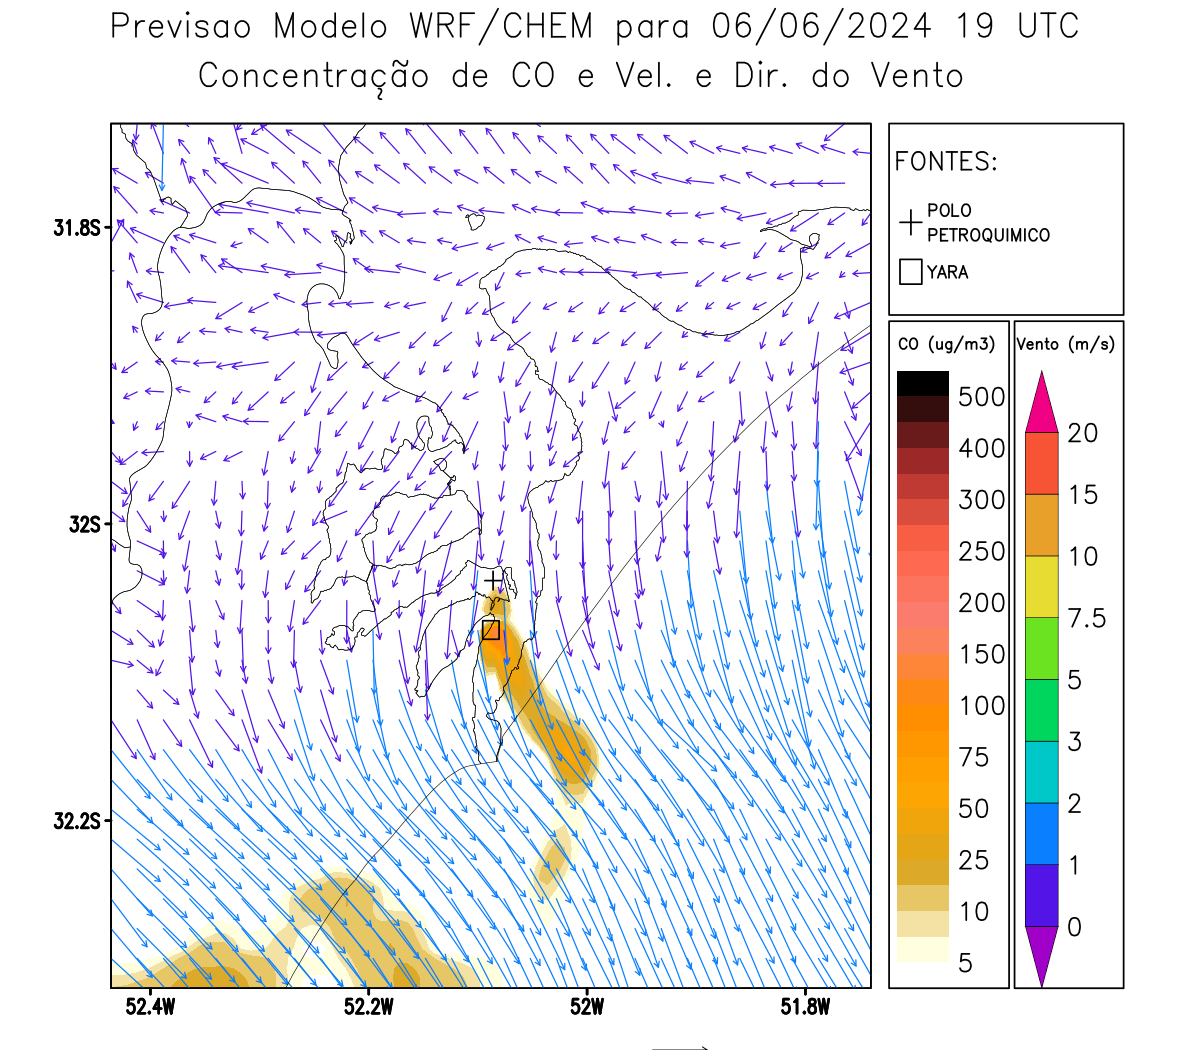 Previsao Modelo WRF/CHEM para 06/06/2024 19 UTC
Concentração de CO e Vel. e Dir. do Vento
FONTES:
POLO
PETROQUIMICO
YARA
CO (ug/m3)
500
400
300
250
200
150
100
75
50
25
10
5
Vento (m/s)
20
15
10
7.5
5
3
2
1
0
31.8S
32S
32.2S
52.4W
52.2W
52W
51.8W